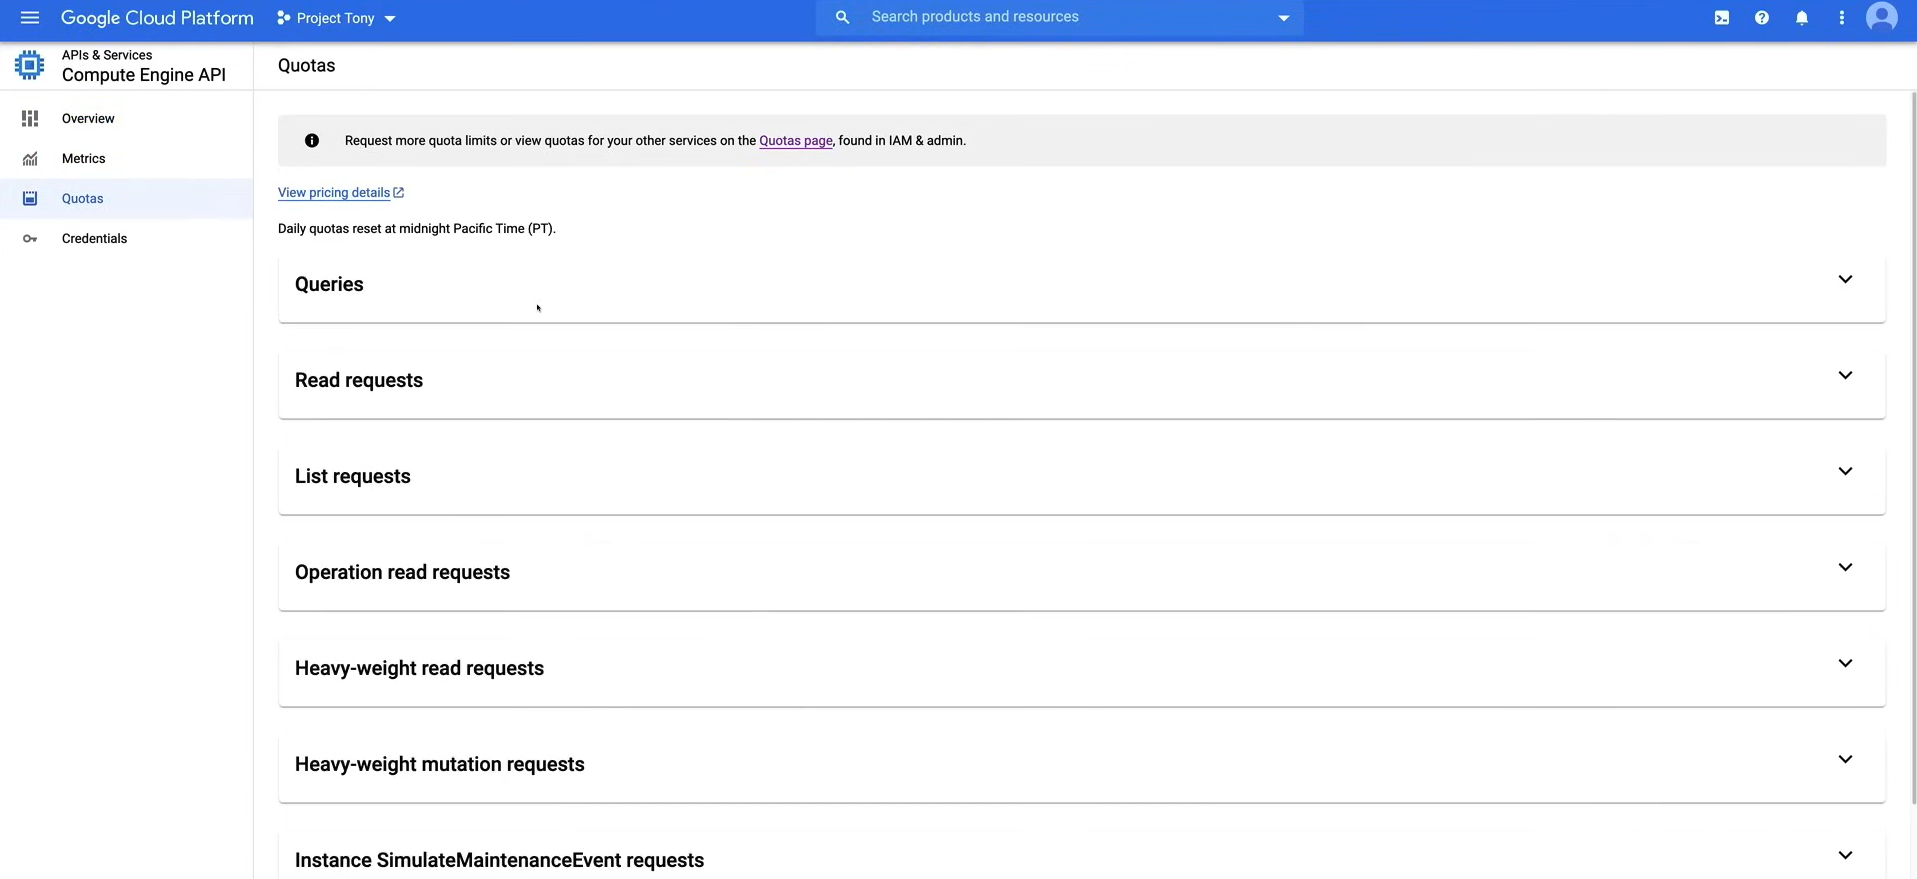 Google Cloud Platform
Project Tony
Search products and resources
APIs & Services
Compute Engine API
Quotas
Overview
Metrics
Quotas
Credentials
Request more quota limits or view quotas for your other services on the Quotas page, found in IAM & admin.
View pricing details
Daily quotas reset at midnight Pacific Time (PT).
Queries
Read requests
List requests
Operation read requests
Heavy-weight read requests
Heavy-weight mutation requests
Instance SimulateMaintenanceEvent requests